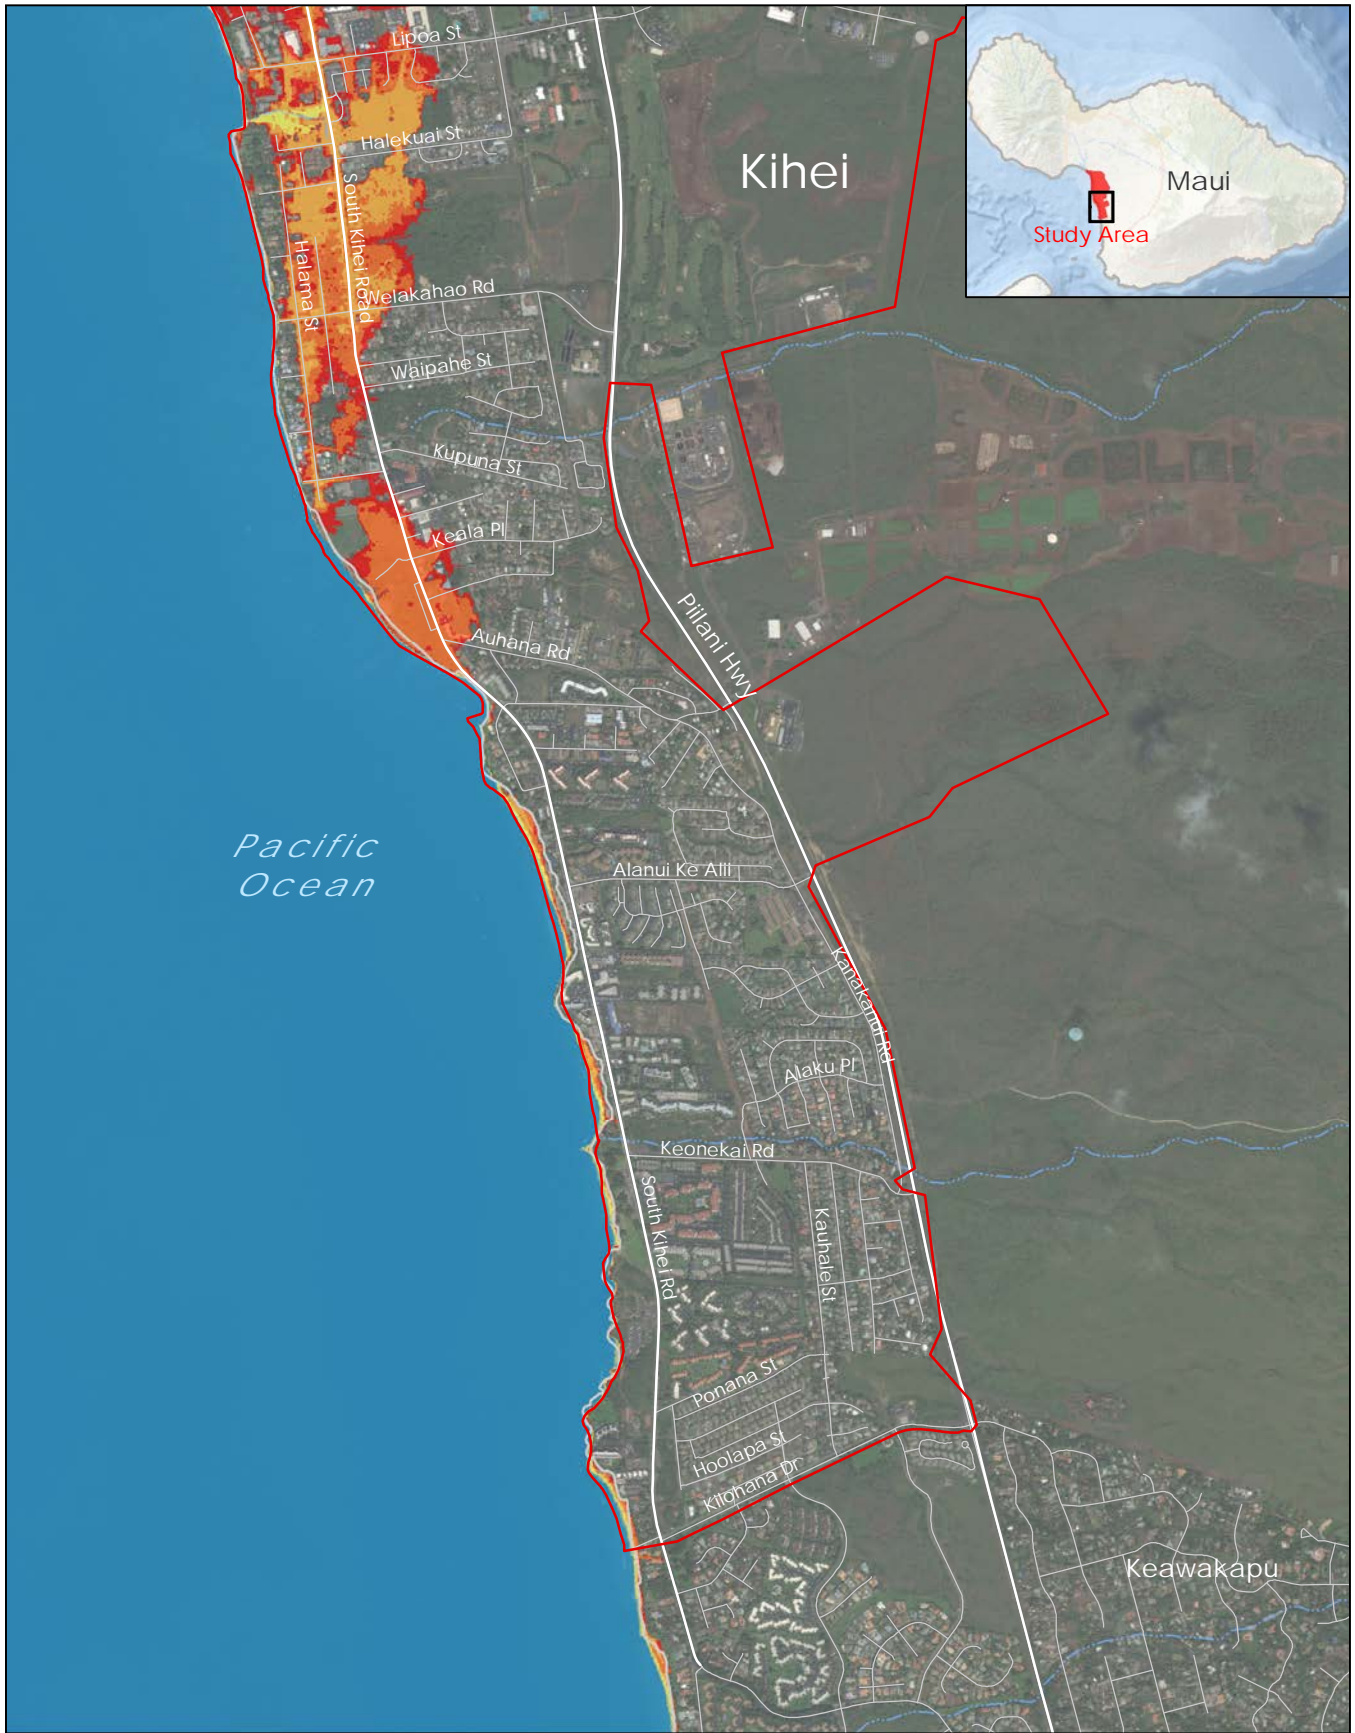 Lipoa St
Halekuai St
Kihei
Maui
Study Area
South Kihei Road
Halama St
Welakahao Rd
Waipahe St
Kupuna St
Keala Pl
Auhana Rd
Piilani Hwy
Pacific
Ocean
Alanui Ke Alii
Kanakanui Rd
Alaku Pl
Keonekai Rd
South Kihei Rd
Kauhale St
Ponana St
Hoolapa St
Kilohana Dr
Keawakapu